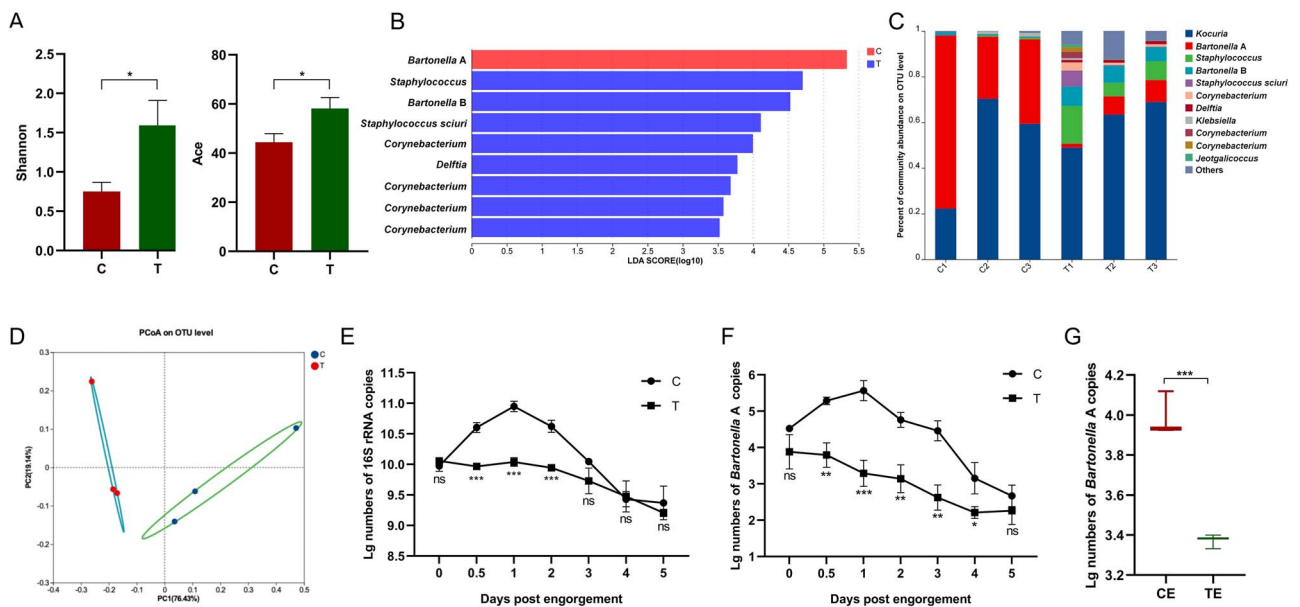 A
Shannon
2.5
2.0
1.5
1.0
0.5
0.0
*
C
T
Ace
80
60
40
20
0
*
C
T
B
Bartonella A
Staphylococcus
Bartonella B
Staphylococcus sciuri
Corynebacterium
Delftia
Corynebacterium
Corynebacterium
Corynebacterium
0 0.5 1 1.5 2 2.5 3 3.5 4 4.5 5 5.5
LDA SCORE(log10)
C
T
C
Percent of community abundance on OTU level
1
0.8
0.6
0.4
0.2
0
C1 C2 C3 T1 T2 T3
Kocuria
Bartonella A
Staphylococcus
Bartonella B
Staphylococcus sciuri
Corynebacterium
Delftia
Klebsiella
Corynebacterium
Corynebacterium
Jeotgalicoccus
Others
D
PCoA on OTU level
C
T
PC2(19.14%)
0.3
0.2
0.1
0
-0.1
-0.2
-0.3
-0.4 -0.3 -0.2 -0.1 0 0.1 0.2 0.3 0.4 0.5
PC1(76.43%)
E
Lg numbers of 16S rRNA copies
11.5
11.0
10.5
10.0
9.5
9.0
8.5
C
T
ns *** *** ** ns ns ns
0 0.5 1 2 3 4 5
Days post engorgement
F
Lg numbers of Bartonella A copies
6
5
4
3
2
1
C
T
ns ** *** ** ** * ns
0 0.5 1 2 3 4 5
Days post engorgement
G
Lg numbers of Bartonella A copies
4.2
4.0
3.8
3.6
3.4
3.2
***
CE TE